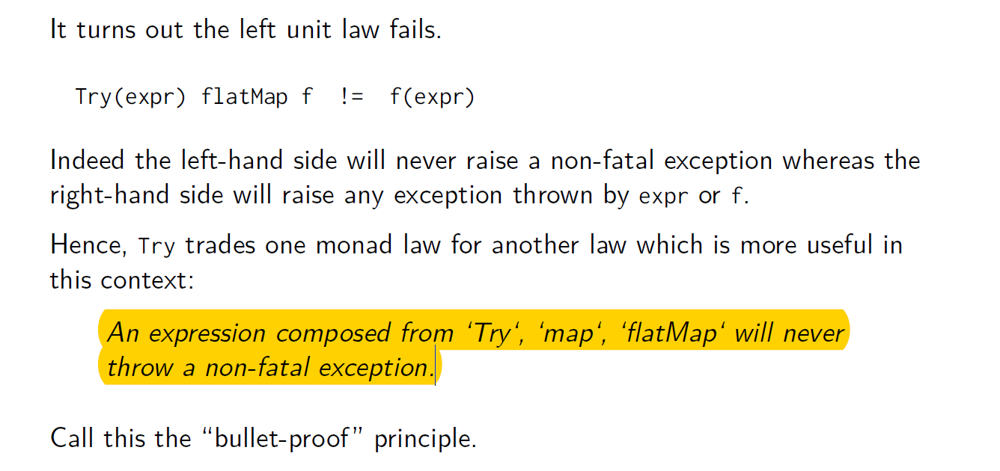 It turns out the left unit law fails.
Try(expr) flatMap f != f(expr)
Indeed the left-hand side will never raise a non-fatal exception whereas the
right-hand side will raise any exception thrown by expr or f.
Hence, Try trades one monad law for another law which is more useful in
this context:
An expression composed from ‘Try‘, ‘map‘, ‘flatMap‘ will never
throw a non-fatal exception.
Call this the “bullet-proof” principle.